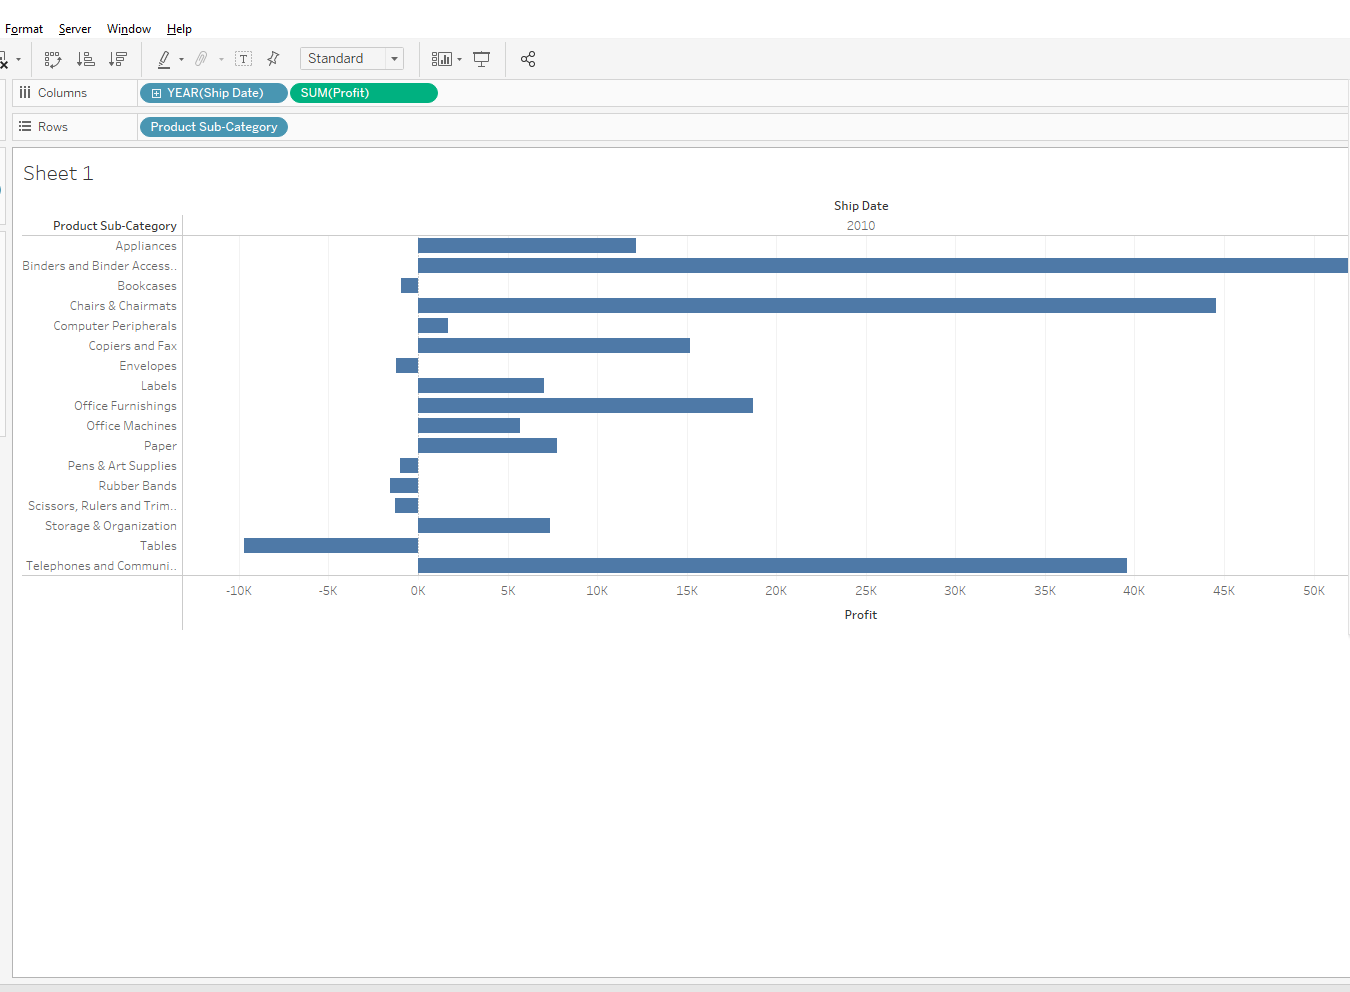 Format Server Window Help
T Standard
Columns YEAR(Ship Date) SUM(Profit)
Rows Product Sub-Category
Sheet 1
Ship Date
Product Sub-Category 2010
Appliances
Binders and Binder Access..
Bookcases
Chairs & Chairmats
Computer Peripherals
Copiers and Fax
Envelopes
Labels
Office Furnishings
Office Machines
Paper
Pens & Art Supplies
Rubber Bands
Scissors, Rulers and Trim..
Storage & Organization
Tables
Telephones and Communi..
-10K -5K 0K 5K 10K 15K 20K 25K 30K 35K 40K 45K 50K
Profit